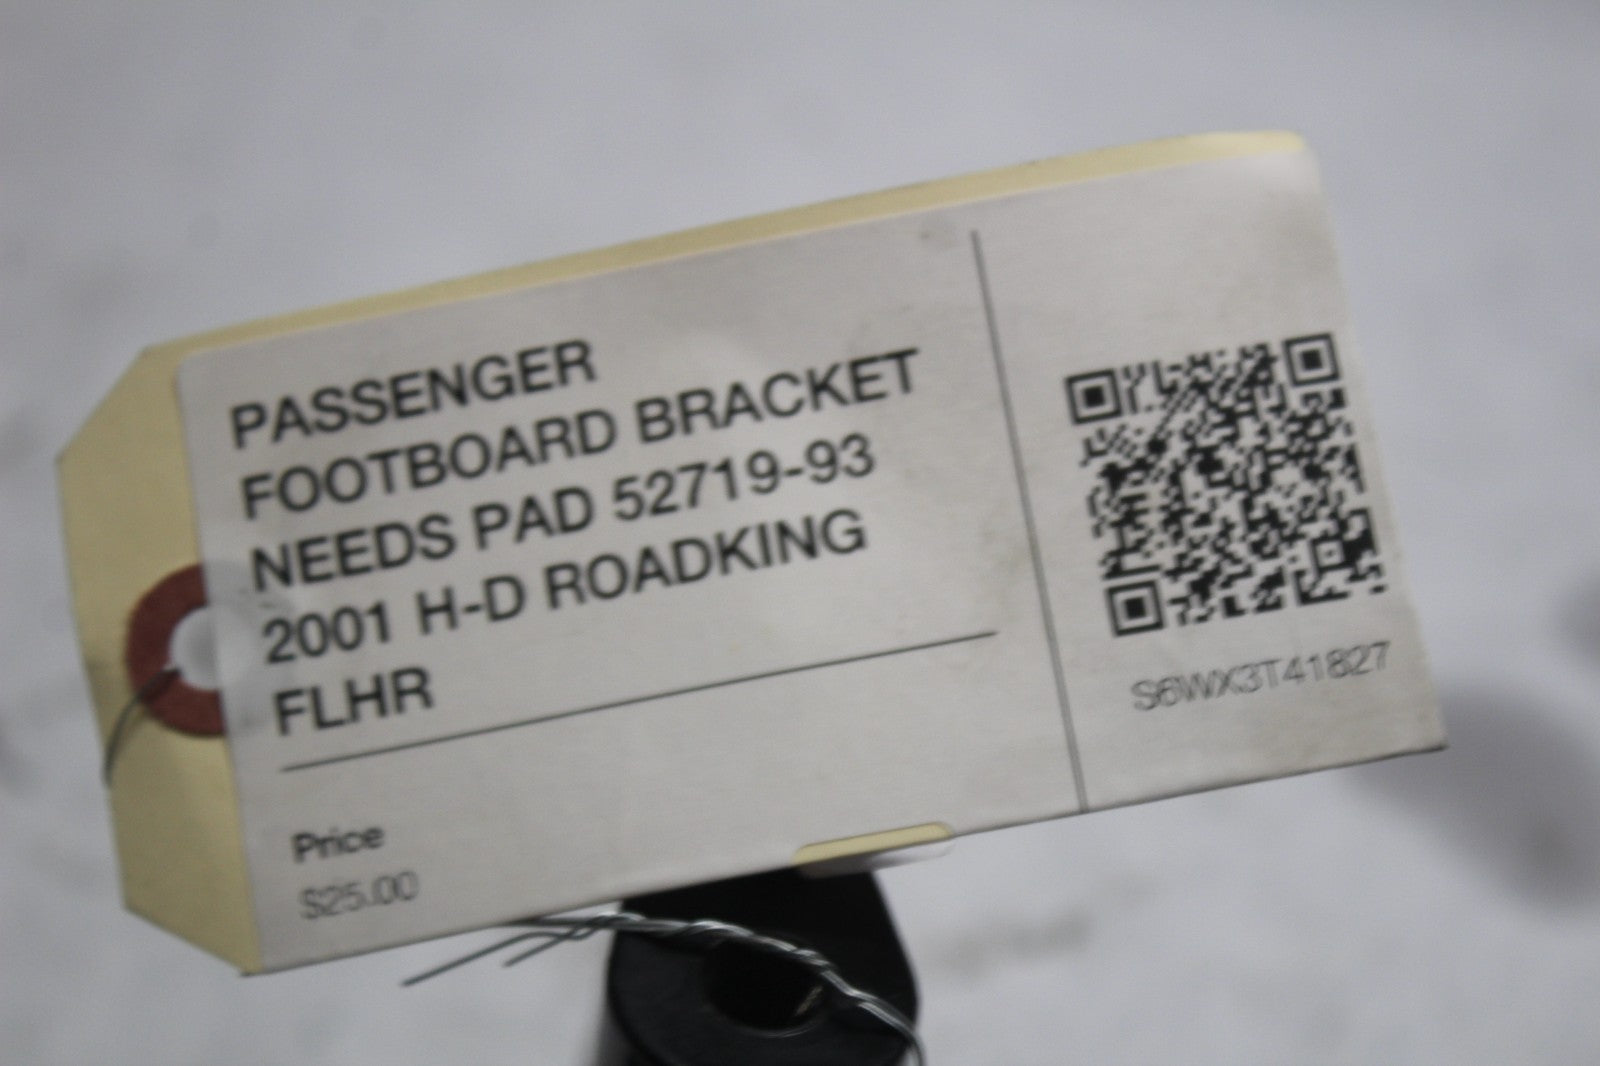 PASSENGER
FOOTBOARD BRACKET
NEEDS PAD 52719-93
2001 H-D ROADKING
FLHR
Price
$25.00
S6WX3T41827